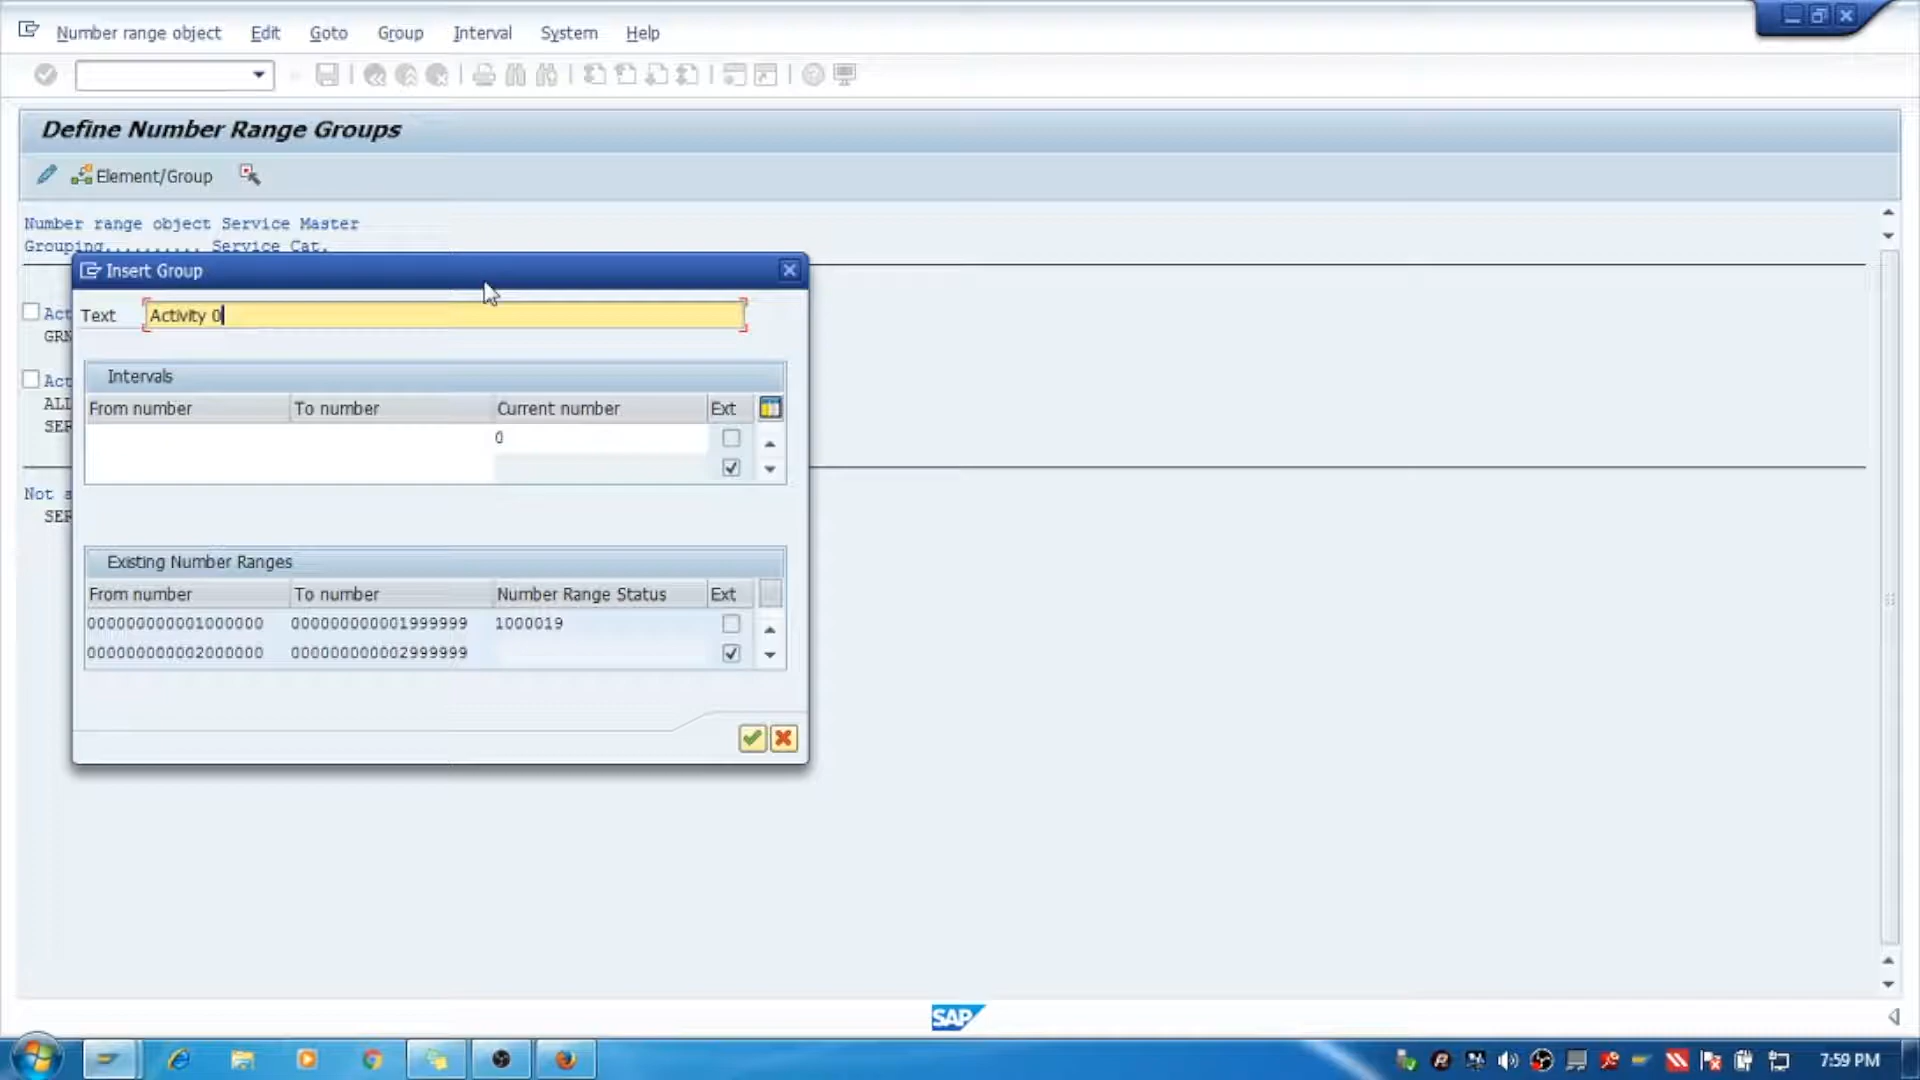 Number range object Edit Goto Group Interval System Help
Define Number Range Groups
Element/Group
Number range object Service Master
Grouping.......... Service Cat.
Insert Group
Act
Text Activity 0
GRN
Intervals
Act
ALL
From number To number Current number Ext
SER
0
Not s
SER
Existing Number Ranges
From number To number Number Range Status Ext
000000000001000000 000000000001999999 1000019
000000000002000000 000000000002999999
SAP
7:59 PM